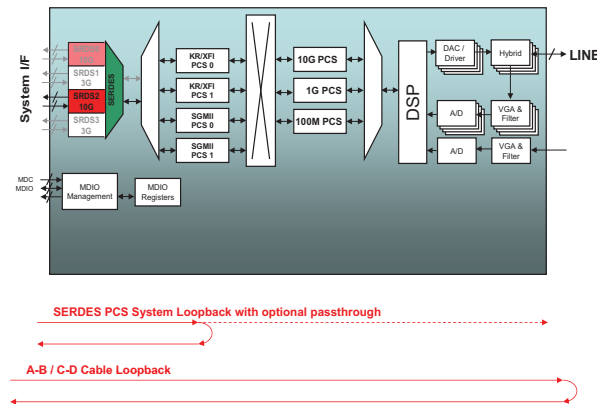 System I/F
SRDS0
10G
SRDS1
3G
SRDS2
10G
SRDS3
3G
SERDES
KR/XFI
PCS 0
KR/XFI
PCS 1
SGMII
PCS 0
SGMII
PCS 1
10G PCS
1G PCS
100M PCS
DSP
DAC /
Driver
Hybrid
LINE
A/D
VGA &
Filter
A/D
VGA &
Filter
MDC
MDIO
MDIO
Management
MDIO
Registers
SERDES PCS System Loopback with optional passthrough
A-B / C-D Cable Loopback